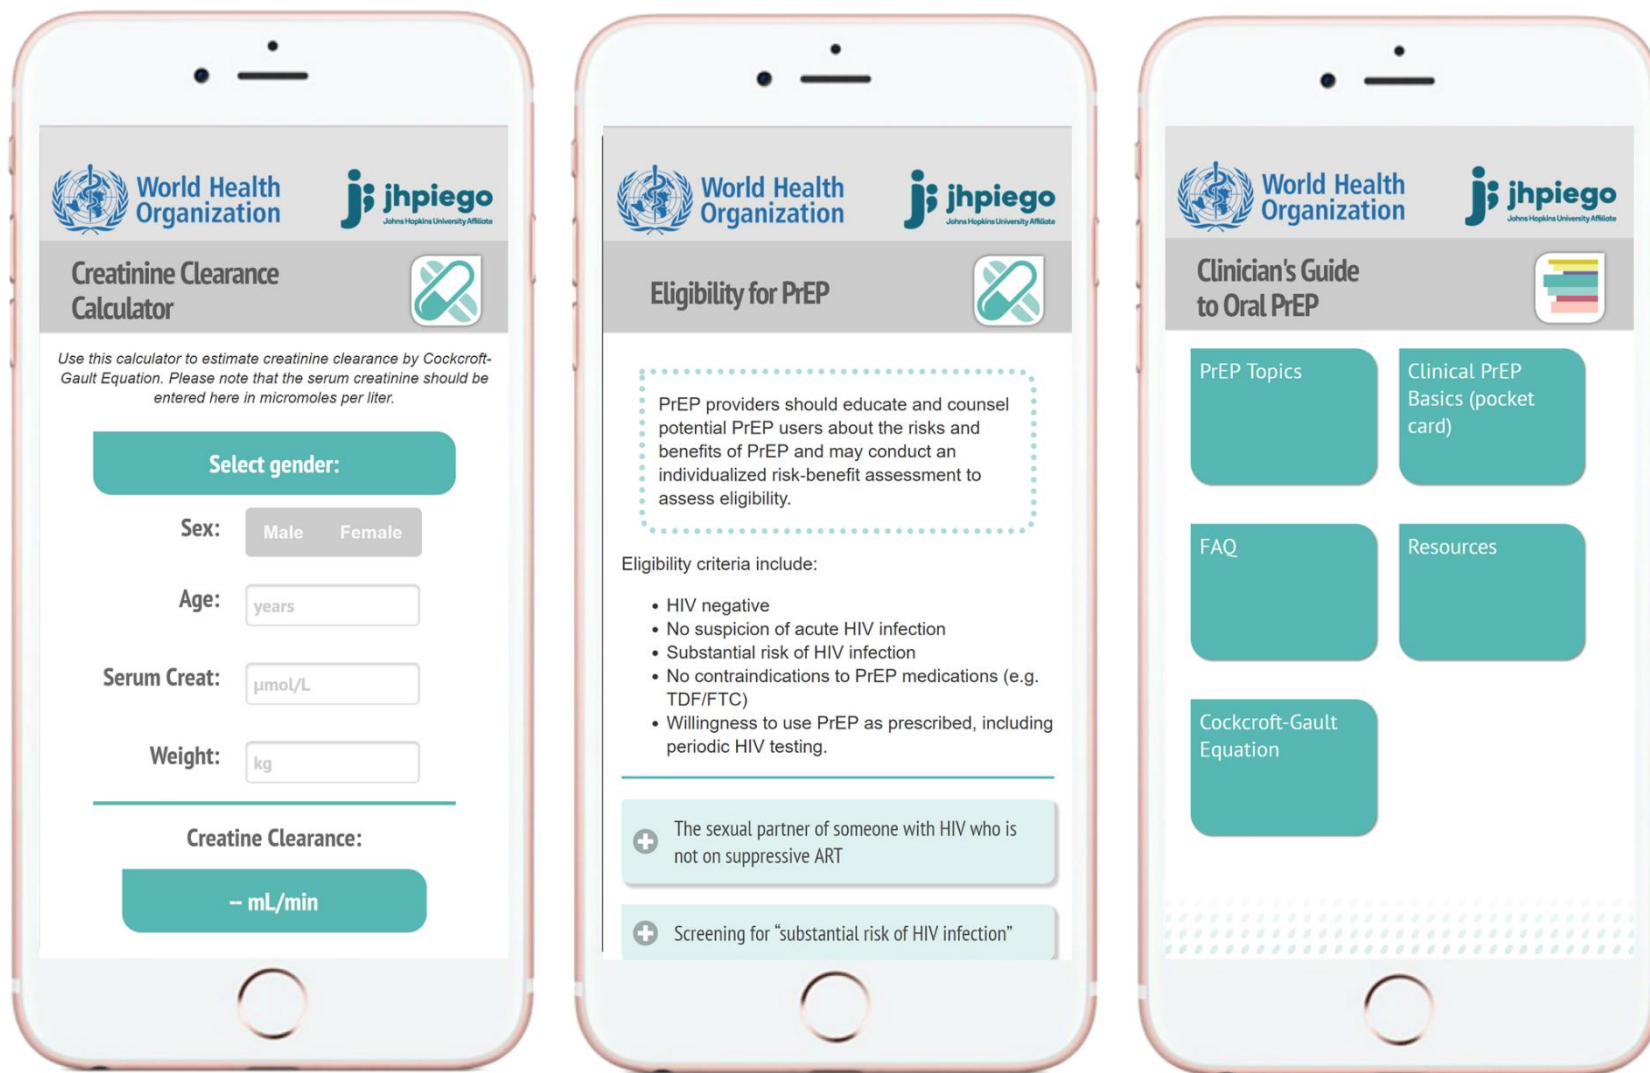 World Health
Organization
jhpiego
Johns Hopkins University Affiliate
Creatinine Clearance
Calculator
Use this calculator to estimate creatinine clearance by Cockcroft-
Gault Equation. Please note that the serum creatinine should be
entered here in micromoles per liter.
Select gender:
Sex:
Male Female
Age:
years
Serum Creat:
µmol/L
Weight:
kg
Creatine Clearance:
-- mL/min
World Health
Organization
jhpiego
Johns Hopkins University Affiliate
Eligibility for PrEP
PrEP providers should educate and counsel
potential PrEP users about the risks and
benefits of PrEP and may conduct an
individualized risk-benefit assessment to
assess eligibility.
Eligibility criteria include:
• HIV negative
• No suspicion of acute HIV infection
• Substantial risk of HIV infection
• No contraindications to PrEP medications (e.g.
TDF/FTC)
• Willingness to use PrEP as prescribed, including
periodic HIV testing.
The sexual partner of someone with HIV who is
not on suppressive ART
Screening for “substantial risk of HIV infection”
World Health
Organization
jhpiego
Johns Hopkins University Affiliate
Clinician's Guide
to Oral PrEP
PrEP Topics
Clinical PrEP
Basics (pocket
card)
FAQ
Resources
Cockcroft-Gault
Equation